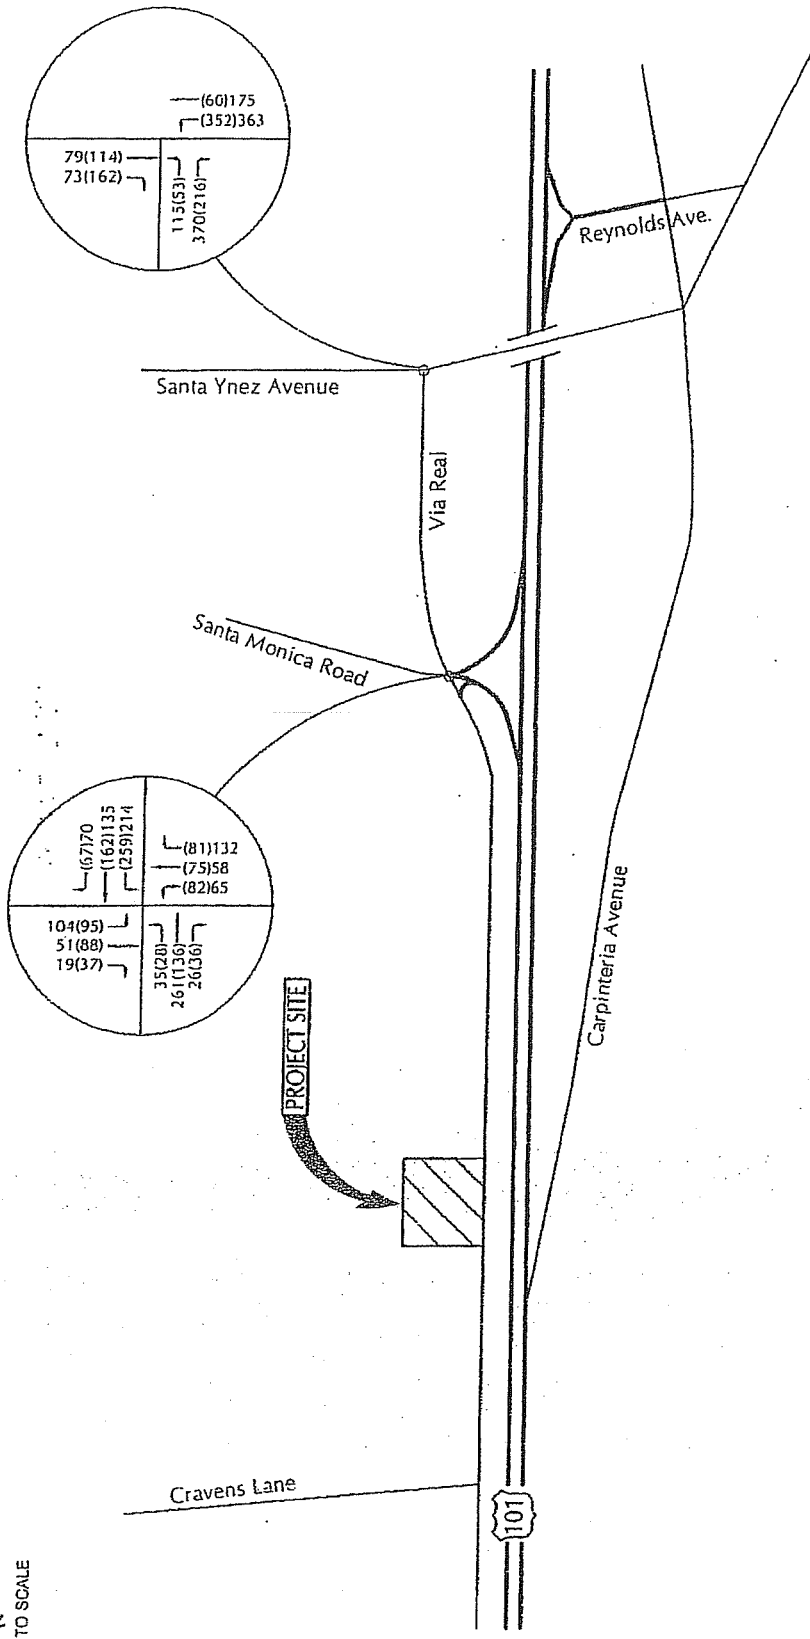 (60)175
(352)363
79(114)
73(162)
115(53)
370(216)
Reynolds Ave.
Santa Ynez Avenue
Via Real
Santa Monica Road
(67)70
(162)135
(259)214
(81)132
(75)58
(82)65
104(95)
51(88)
19(37)
35(28)
261(136)
26(36)
Carpinteria Avenue
PROJECT SITE
Cravens Lane
101
TO SCALE